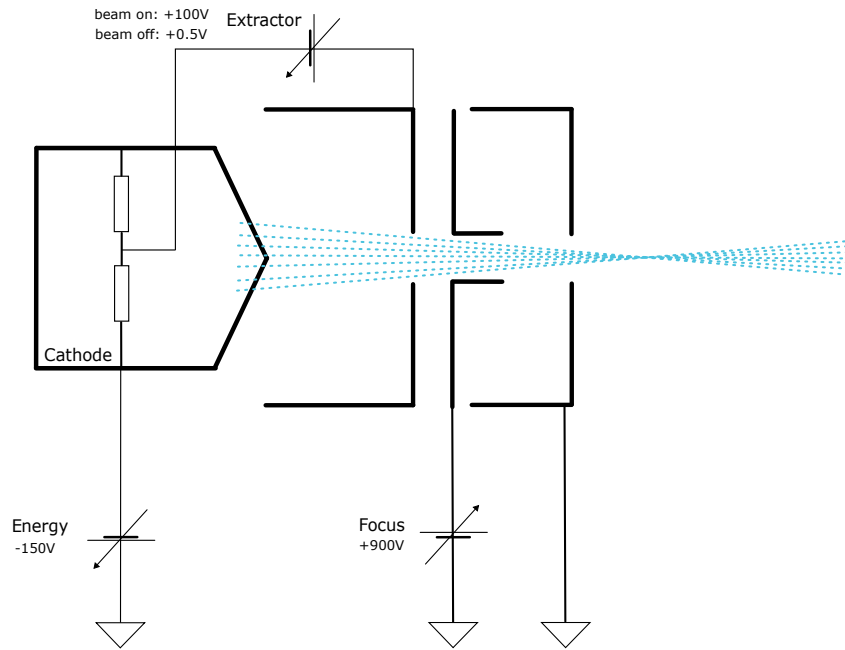 beam on: +100V
beam off: +0.5V
Extractor
Cathode
Energy
-150V
Focus
+900V